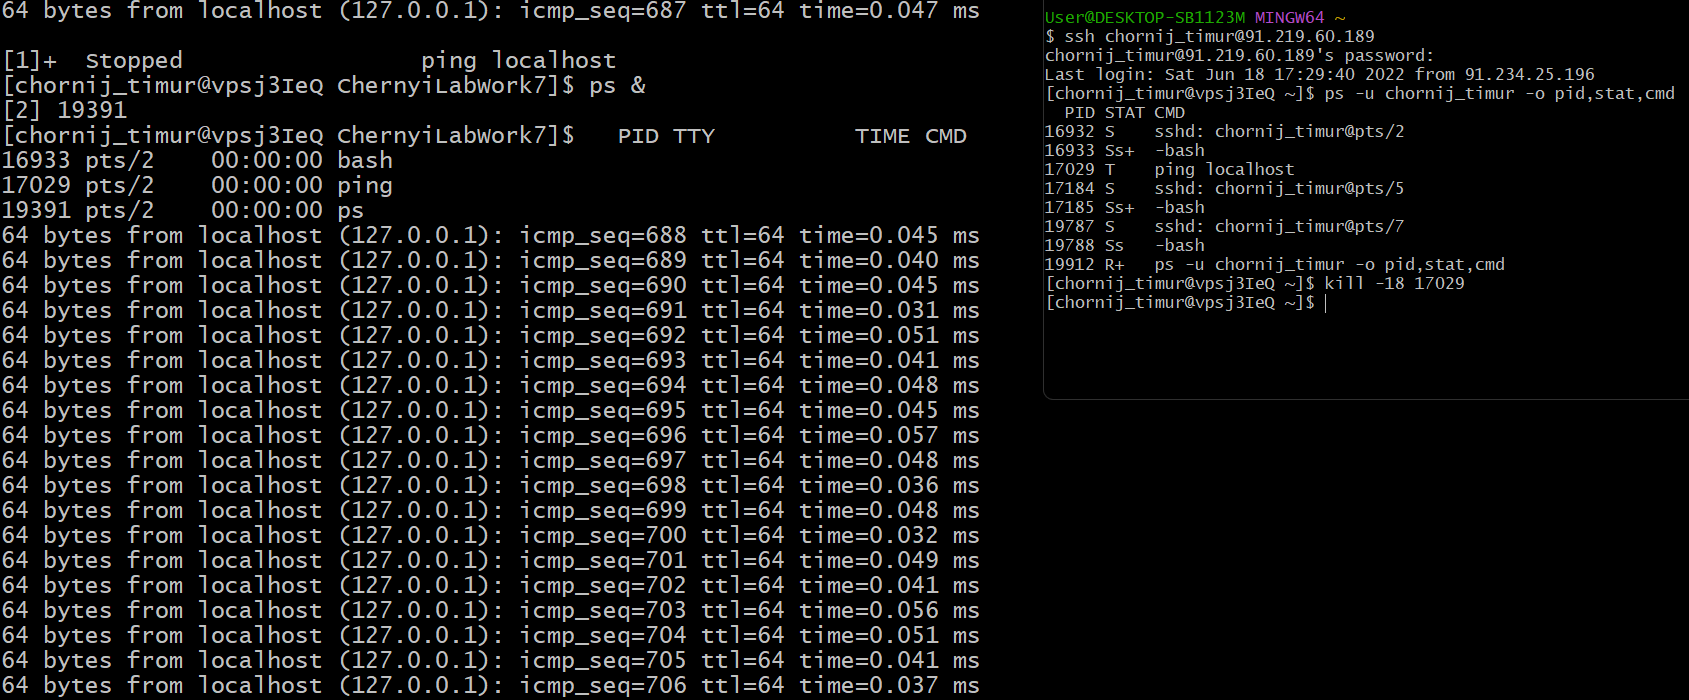 64 bytes from localhost (127.0.0.1): icmp_seq=687 ttl=64 time=0.047 ms
[1]+  Stopped                 ping localhost
[chornij_timur@vpsj3IeQ ChernyiLabWork7]$ ps &
[2] 19391
[chornij_timur@vpsj3IeQ ChernyiLabWork7]$   PID TTY          TIME CMD
16933 pts/2    00:00:00 bash
17029 pts/2    00:00:00 ping
19391 pts/2    00:00:00 ps
64 bytes from localhost (127.0.0.1): icmp_seq=688 ttl=64 time=0.045 ms
64 bytes from localhost (127.0.0.1): icmp_seq=689 ttl=64 time=0.040 ms
64 bytes from localhost (127.0.0.1): icmp_seq=690 ttl=64 time=0.045 ms
64 bytes from localhost (127.0.0.1): icmp_seq=691 ttl=64 time=0.031 ms
64 bytes from localhost (127.0.0.1): icmp_seq=692 ttl=64 time=0.051 ms
64 bytes from localhost (127.0.0.1): icmp_seq=693 ttl=64 time=0.041 ms
64 bytes from localhost (127.0.0.1): icmp_seq=694 ttl=64 time=0.048 ms
64 bytes from localhost (127.0.0.1): icmp_seq=695 ttl=64 time=0.045 ms
64 bytes from localhost (127.0.0.1): icmp_seq=696 ttl=64 time=0.057 ms
64 bytes from localhost (127.0.0.1): icmp_seq=697 ttl=64 time=0.048 ms
64 bytes from localhost (127.0.0.1): icmp_seq=698 ttl=64 time=0.036 ms
64 bytes from localhost (127.0.0.1): icmp_seq=699 ttl=64 time=0.048 ms
64 bytes from localhost (127.0.0.1): icmp_seq=700 ttl=64 time=0.032 ms
64 bytes from localhost (127.0.0.1): icmp_seq=701 ttl=64 time=0.049 ms
64 bytes from localhost (127.0.0.1): icmp_seq=702 ttl=64 time=0.041 ms
64 bytes from localhost (127.0.0.1): icmp_seq=703 ttl=64 time=0.056 ms
64 bytes from localhost (127.0.0.1): icmp_seq=704 ttl=64 time=0.051 ms
64 bytes from localhost (127.0.0.1): icmp_seq=705 ttl=64 time=0.041 ms
64 bytes from localhost (127.0.0.1): icmp_seq=706 ttl=64 time=0.037 ms
User@DESKTOP-SB1123M MINGW64 ~
$ ssh chornij_timur@91.219.60.189
chornij_timur@91.219.60.189's password:
Last login: Sat Jun 18 17:29:40 2022 from 91.234.25.196
[chornij_timur@vpsj3IeQ ~]$ ps -u chornij_timur -o pid,stat,cmd
  PID STAT CMD
16932 S    sshd: chornij_timur@pts/2
16933 Ss+  -bash
17029 T    ping localhost
17184 S    sshd: chornij_timur@pts/5
17185 Ss+  -bash
19787 S    sshd: chornij_timur@pts/7
19788 Ss   -bash
19912 R+   ps -u chornij_timur -o pid,stat,cmd
[chornij_timur@vpsj3IeQ ~]$ kill -18 17029
[chornij_timur@vpsj3IeQ ~]$